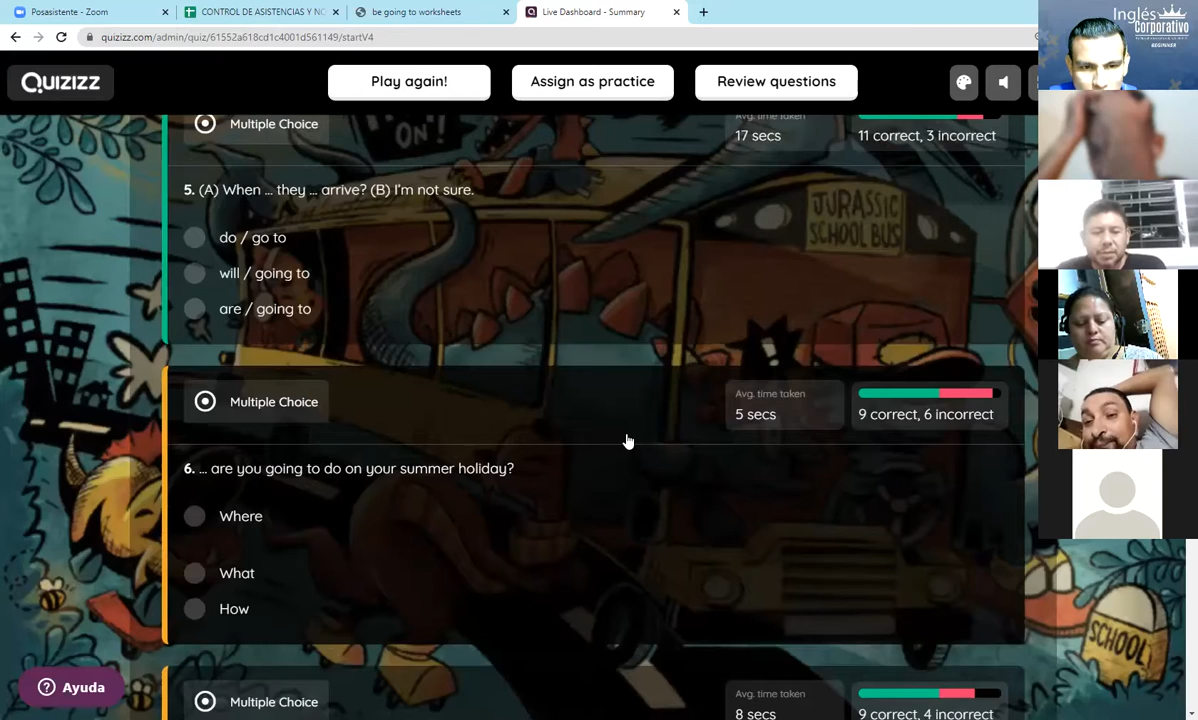 Posasistente - Zoom
CONTROL DE ASISTENCIAS Y NO
be going to worksheets
Live Dashboard - Summary
quizizz.com/admin/quiz/61552a618cd1c4001d561149/startV4
Quizizz
Play again!
Assign as practice
Review questions
Inglés
Corporativo
BEGINNER
ON!
Multiple Choice
Avg. time taken
17 secs
11 correct, 3 incorrect
5. (A) When ... they ... arrive? (B) I'm not sure.
JURASSIC
SCHOOL BUS
do / go to
will / going to
are / going to
Multiple Choice
Avg. time taken
5 secs
9 correct, 6 incorrect
6. ... are you going to do on your summer holiday?
Where
What
How
SCHOOL
Ayuda
Multiple Choice
Avg. time taken
8 secs
9 correct, 4 incorrect